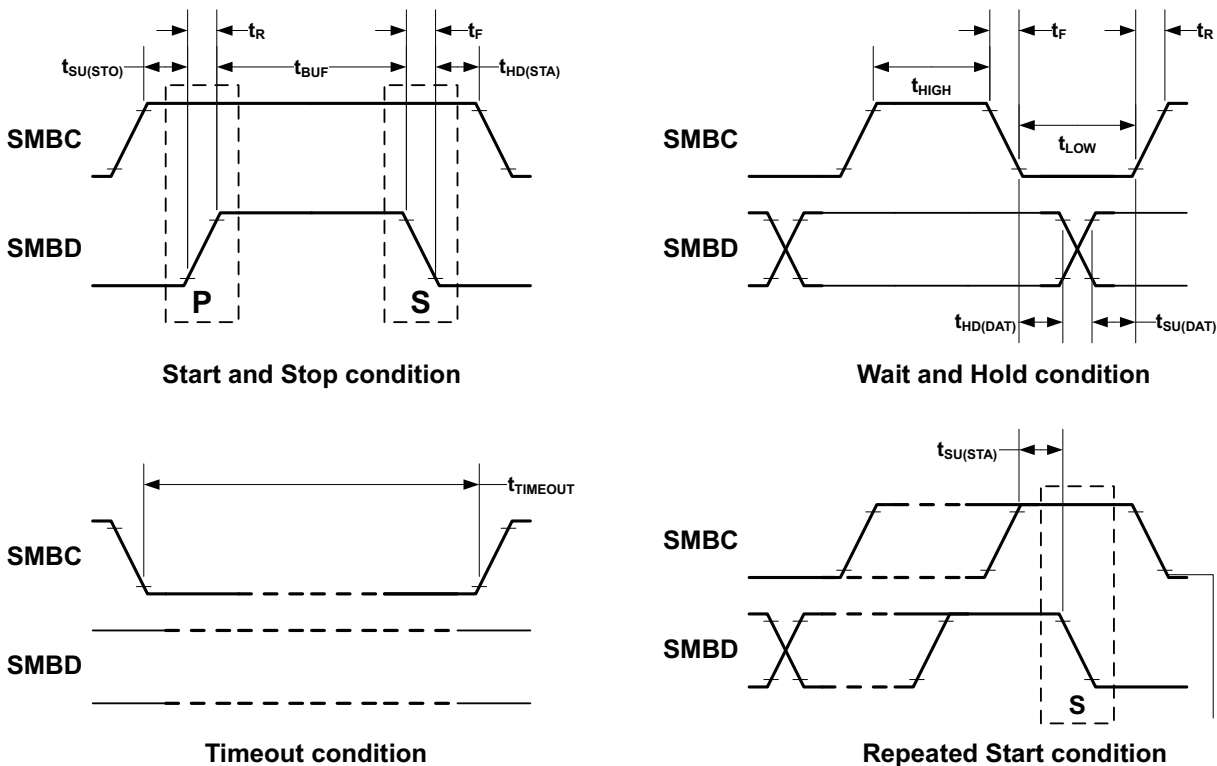 tR
tF
tSU(STO)
tBUF
tHD(STA)
SMBC
SMBD
P
S
Start and Stop condition
tF
tR
tHIGH
SMBC
tLOW
SMBD
tHD(DAT)
tSU(DAT)
Wait and Hold condition
tTIMEOUT
SMBC
SMBD
Timeout condition
tSU(STA)
SMBC
SMBD
S
Repeated Start condition